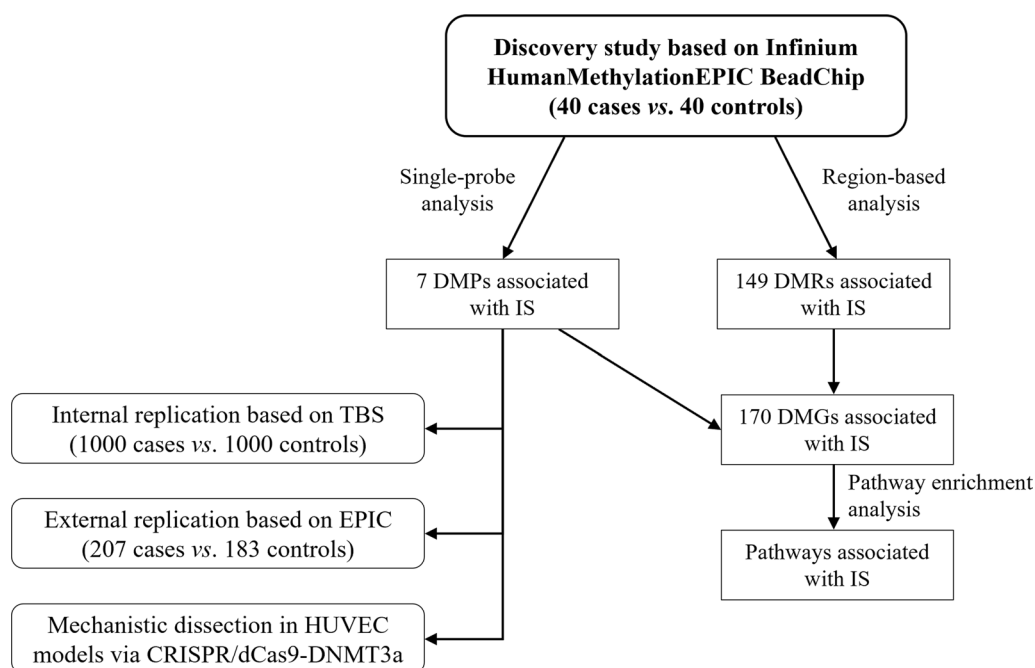 Discovery study based on Infinium
HumanMethylationEPIC BeadChip
(40 cases vs. 40 controls)
Single-probe
analysis
Region-based
analysis
7 DMPs associated
with IS
149 DMRs associated
with IS
Internal replication based on TBS
(1000 cases vs. 1000 controls)
170 DMGs associated
with IS
Pathway enrichment
analysis
External replication based on EPIC
(207 cases vs. 183 controls)
Pathways associated
with IS
Mechanistic dissection in HUVEC
models via CRISPR/dCas9-DNMT3a